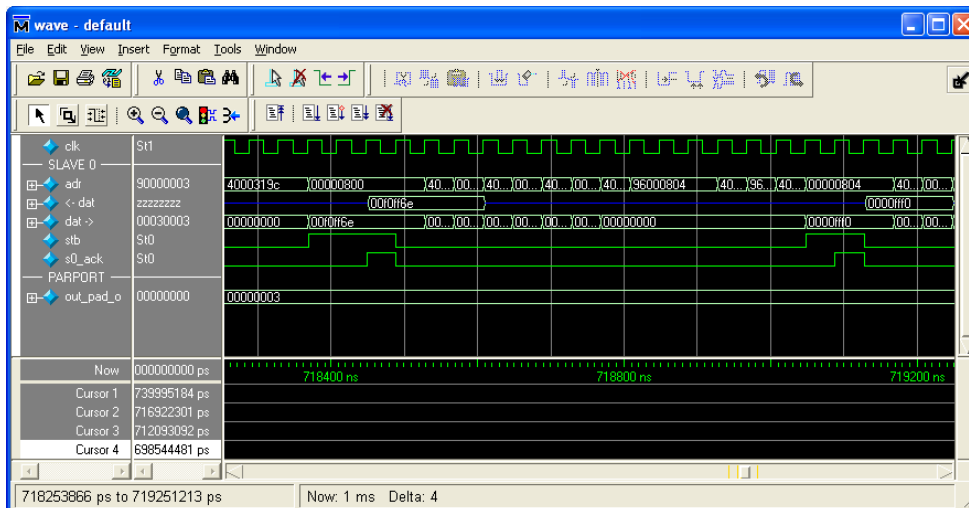 wave - default
File Edit View Insert Format Tools Window
clk St1
SLAVE 0
adr 90000003 4000319c 00000800 40... 00... 40... 00... 40... 00... 40... 96000804 40... 96... 40... 00000804 40... 00...
<- dat zzzzzzzz 00f0ff6e 0000fff0
dat -> 00030003 00000000 00f0ff6e 00... 00... 00... 00... 00... 00... 00000000 0000fff0 00... 00...
stb St0
s0_ack St0
PARPORT
out_pad_o 00000000 00000003
Now 000000000 ps 718400 ns 718800 ns 719200 ns
Cursor 1 739995184 ps
Cursor 2 716922301 ps
Cursor 3 712093092 ps
Cursor 4 698544481 ps
718253866 ps to 719251213 ps Now: 1 ms Delta: 4